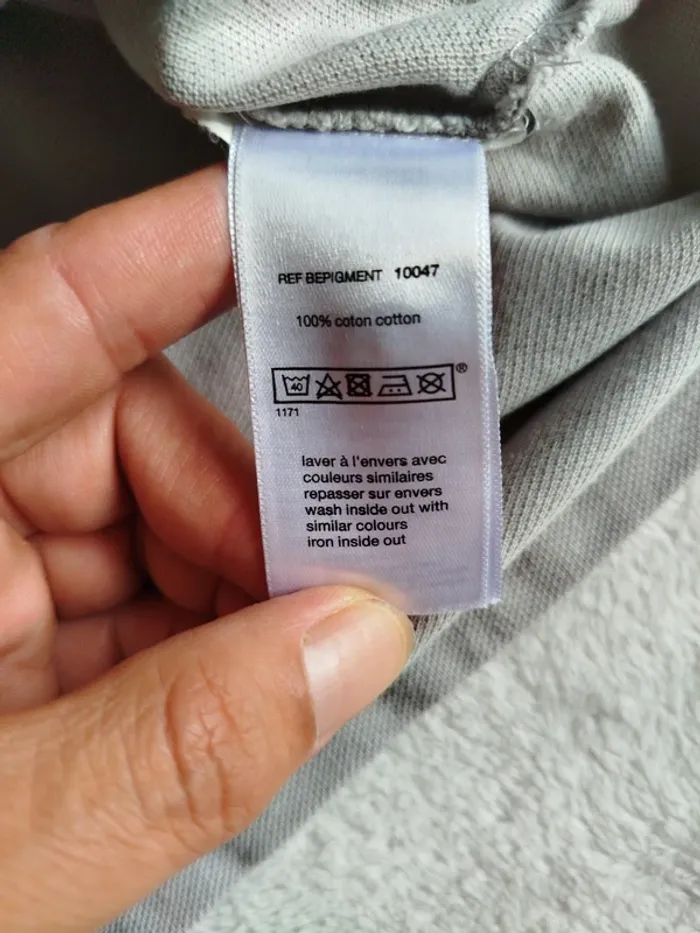 REF BEPIGMENT 10047
100% coton cotton
40
®
1171
laver à l'envers avec
couleurs similaires
repasser sur envers
wash inside out with
similar colours
iron inside out